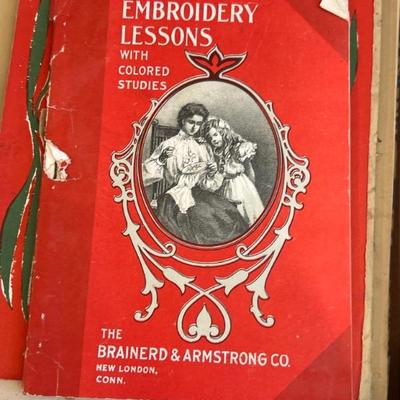 EMBROIDERY
LESSONS
WITH
COLORED
STUDIES
THE
BRAINERD & ARMSTRONG CO.
NEW LONDON,
CONN.